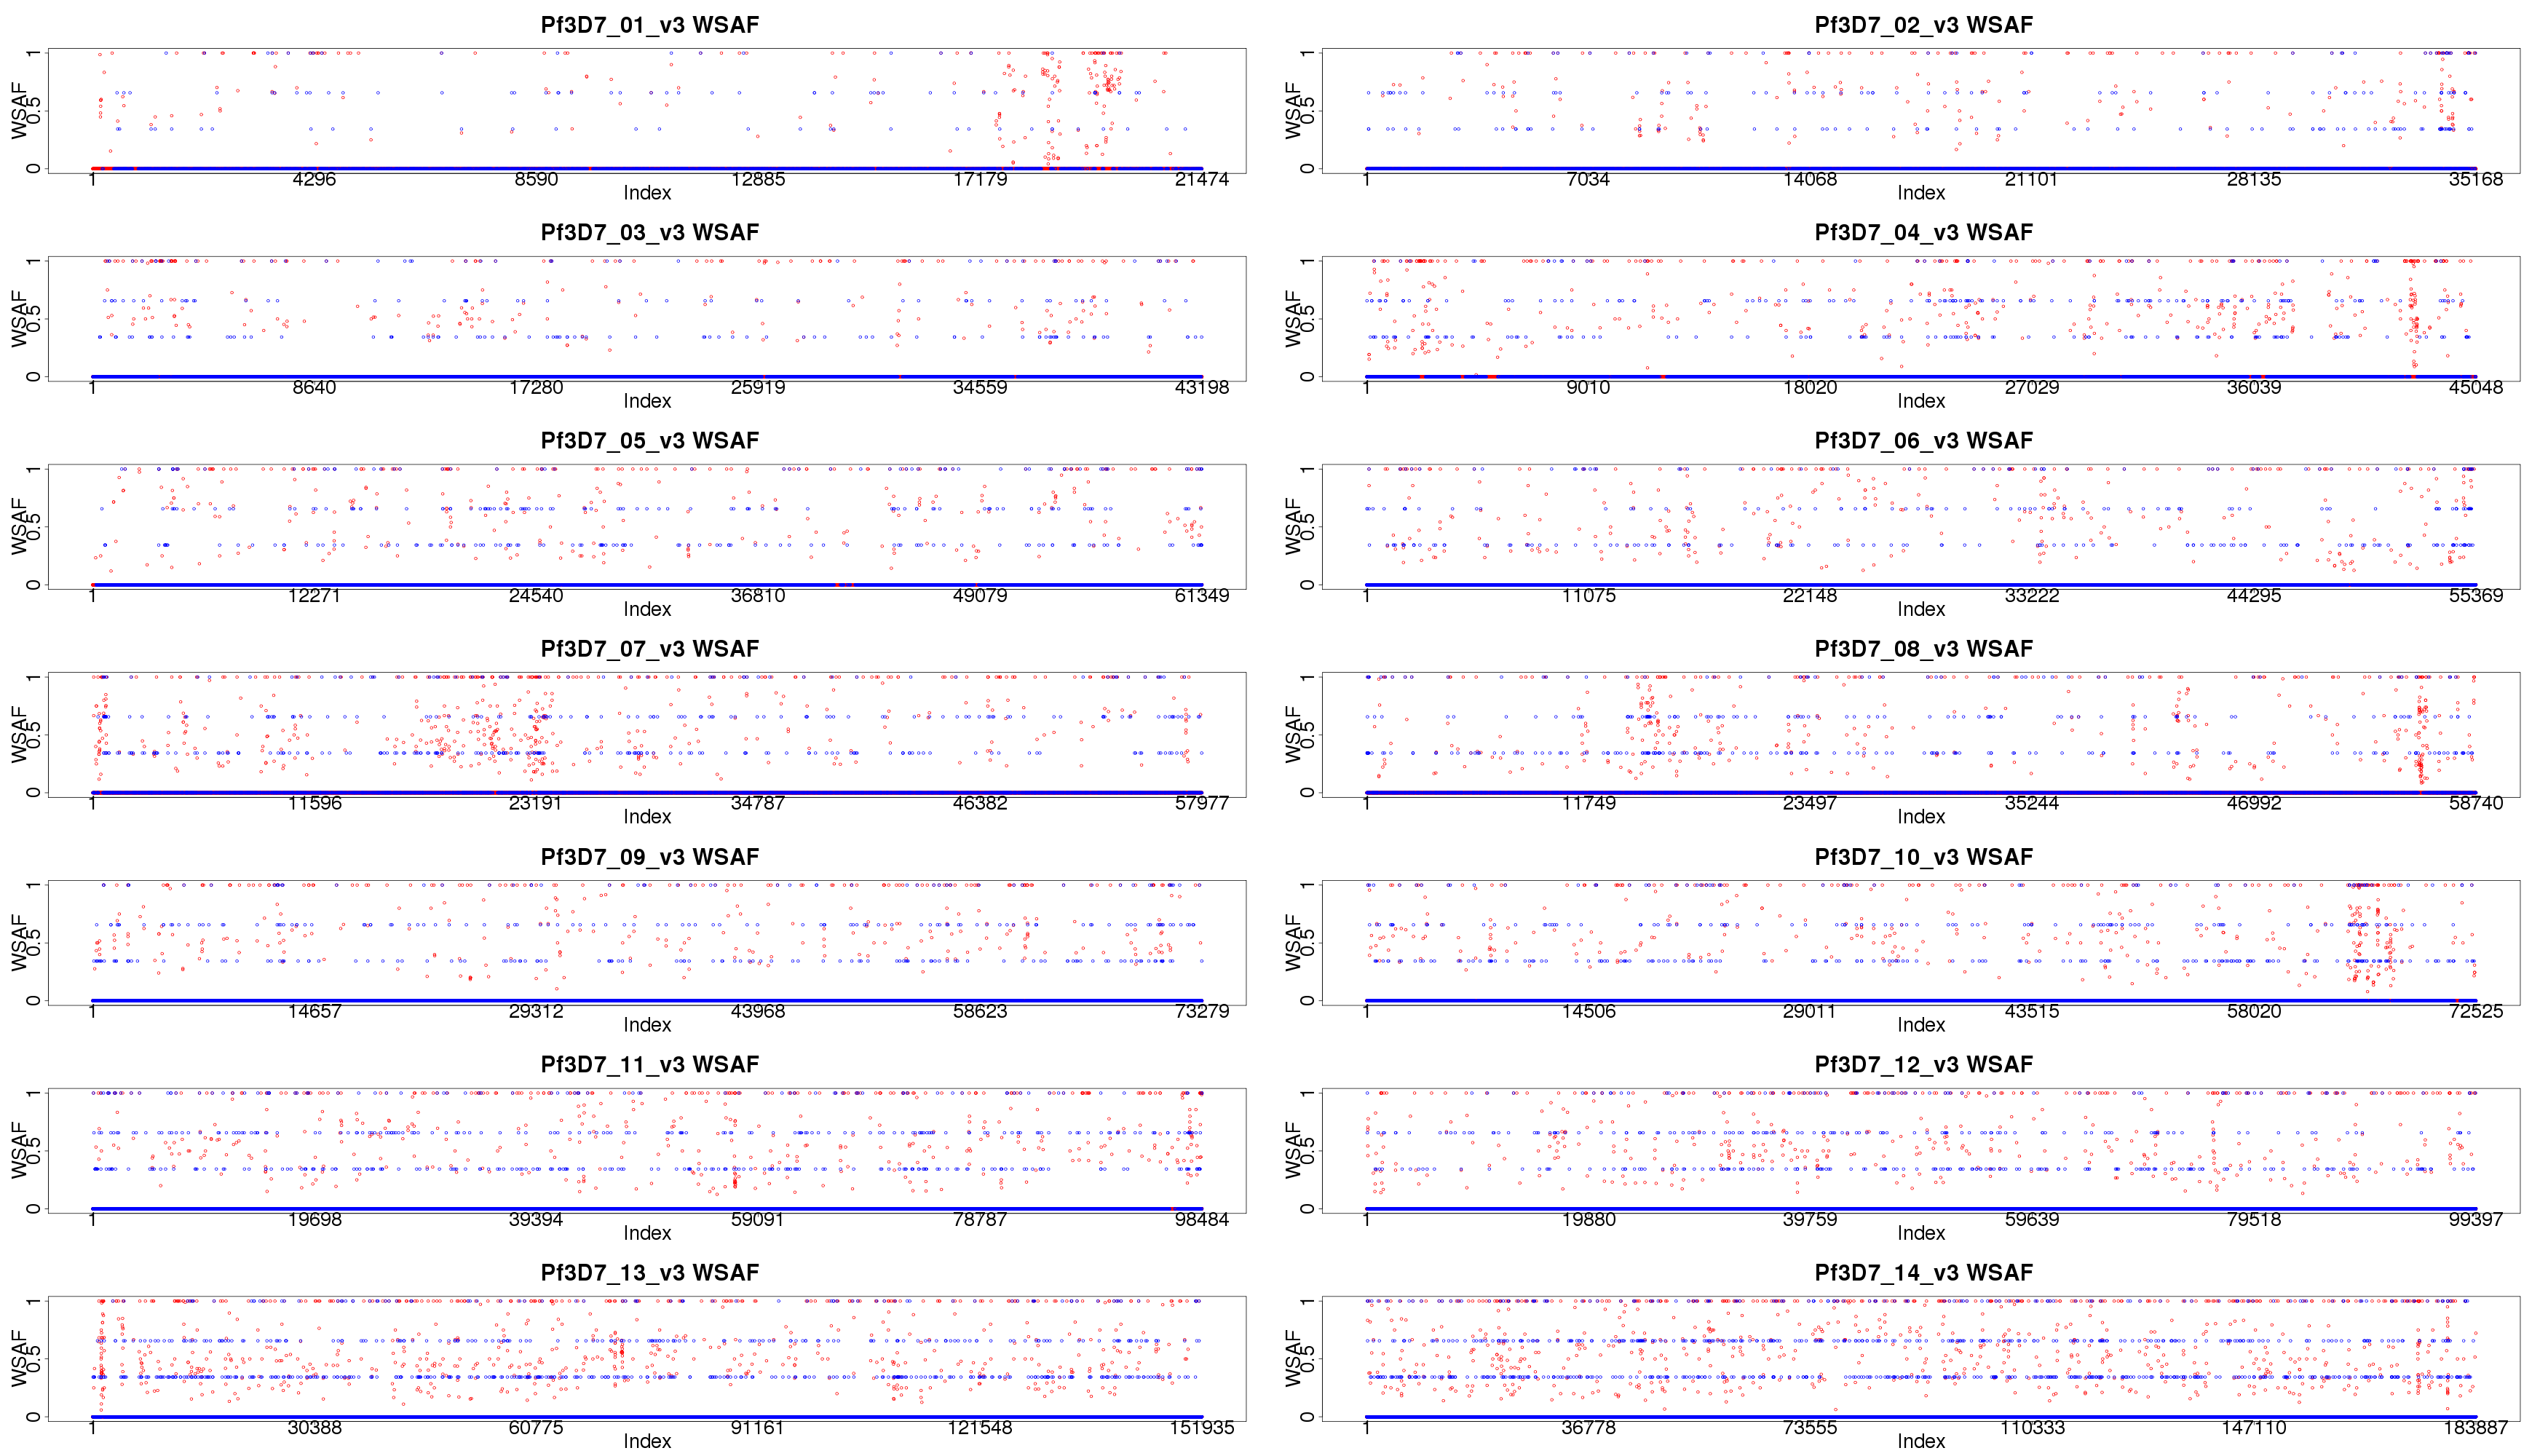 Pf3D7_01_v3 WSAF
WSAF
0 0.5 1
1 4296 8590 12885 17179 21474
Index
Pf3D7_02_v3 WSAF
WSAF
0 0.5 1
1 7034 14068 21101 28135 35168
Index
Pf3D7_03_v3 WSAF
WSAF
0 0.5 1
1 8640 17280 25919 34559 43198
Index
Pf3D7_04_v3 WSAF
WSAF
0 0.5 1
1 9010 18020 27029 36039 45048
Index
Pf3D7_05_v3 WSAF
WSAF
0 0.5 1
1 12271 24540 36810 49079 61349
Index
Pf3D7_06_v3 WSAF
WSAF
0 0.5 1
1 11075 22148 33222 44295 55369
Index
Pf3D7_07_v3 WSAF
WSAF
0 0.5 1
1 11596 23191 34787 46382 57977
Index
Pf3D7_08_v3 WSAF
WSAF
0 0.5 1
1 11749 23497 35244 46992 58740
Index
Pf3D7_09_v3 WSAF
WSAF
0 0.5 1
1 14657 29312 43968 58623 73279
Index
Pf3D7_10_v3 WSAF
WSAF
0 0.5 1
1 14506 29011 43515 58020 72525
Index
Pf3D7_11_v3 WSAF
WSAF
0 0.5 1
1 19698 39394 59091 78787 98484
Index
Pf3D7_12_v3 WSAF
WSAF
0 0.5 1
1 19880 39759 59639 79518 99397
Index
Pf3D7_13_v3 WSAF
WSAF
0 0.5 1
1 30388 60775 91161 121548 151935
Index
Pf3D7_14_v3 WSAF
WSAF
0 0.5 1
1 36778 73555 110333 147110 183887
Index